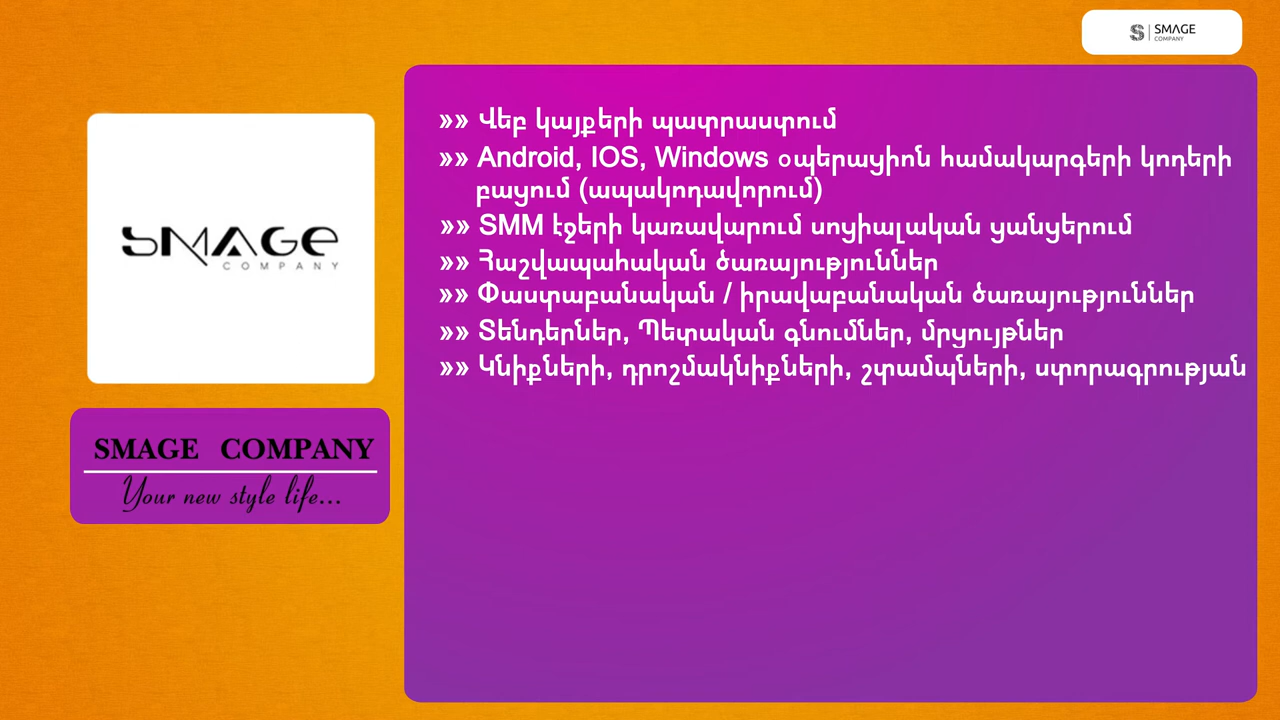 SMAGE
COMPANY
»» Վեբ կայքերի պատրաստում
»» Android, IOS, Windows օպերացիոն համակարգերի կոդերի
բացում (ապակոդավորում)
»» SMM էջերի կառավարում սոցիալական ցանցերում
»» Հաշվապահական ծառայություններ
»» Փաստաբանական / իրավաբանական ծառայություններ
»» Տենդերներ, Պետական գնումներ, մրցույթներ
»» Կնիքների, դրոշմակնիքների, շտամպների, ստորագրության
SMAGE
COMPANY
SMAGE COMPANY
Your new style life...